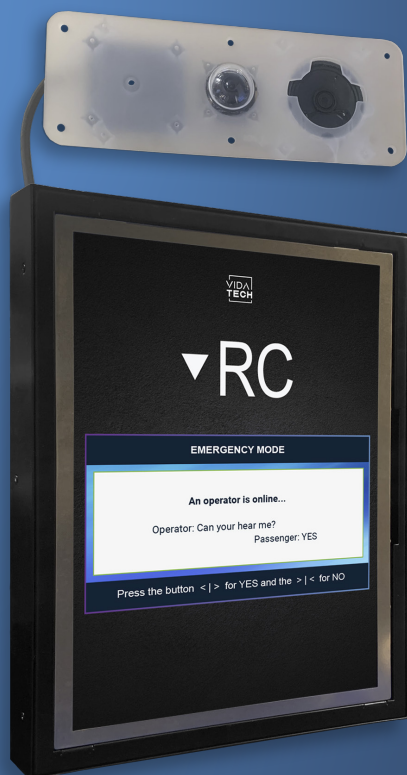 VIDA
TECH
▼RC
EMERGENCY MODE
An operator is online...
Operator: Can your hear me?
Passenger: YES
Press the button < | > for YES and the > | < for NO